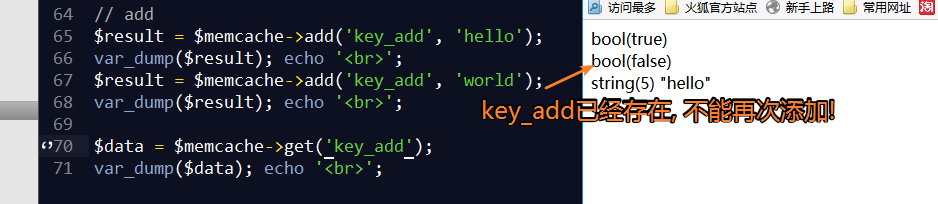 64 // add
65 $result = $memcache->add('key_add', 'hello');
66 var_dump($result); echo '<br>';
67 $result = $memcache->add('key_add', 'world');
68 var_dump($result); echo '<br>';
69
70 $data = $memcache->get('key_add');
71 var_dump($data); echo '<br>';
访问最多 火狐官方站点 新手上路 常用网址 淘
bool(true)
bool(false)
string(5) "hello"
key_add已经存在, 不能再次添加!